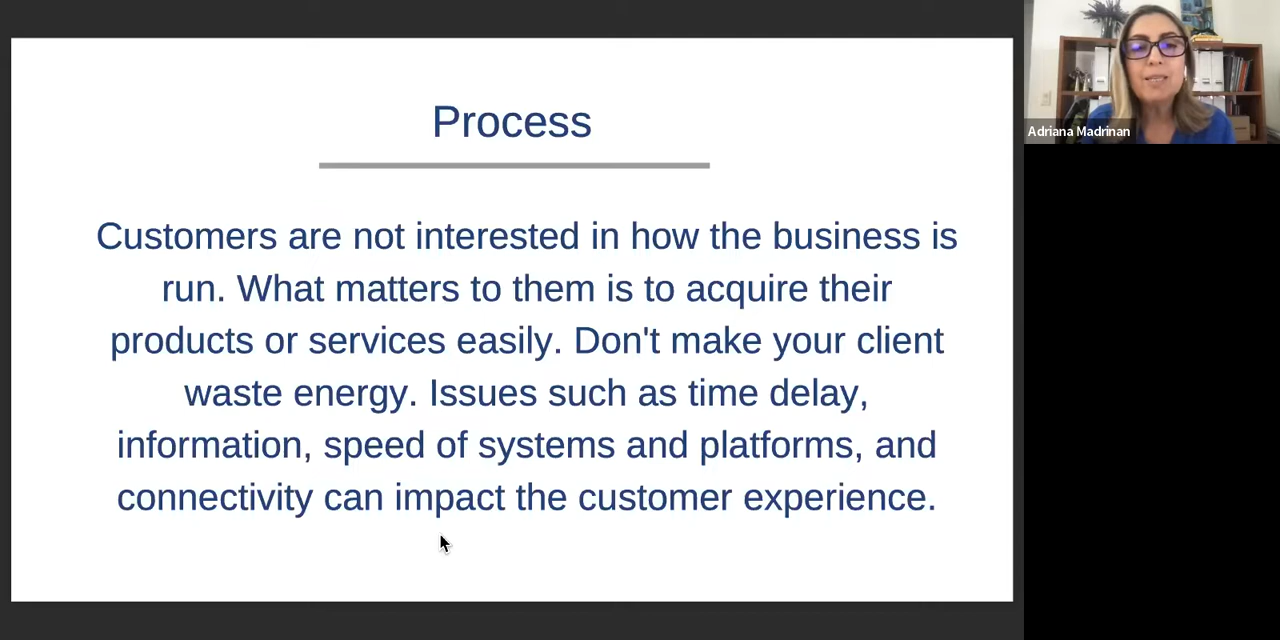 Process
Customers are not interested in how the business is
run. What matters to them is to acquire their
products or services easily. Don't make your client
waste energy. Issues such as time delay,
information, speed of systems and platforms, and
connectivity can impact the customer experience.
Adriana Madrinan